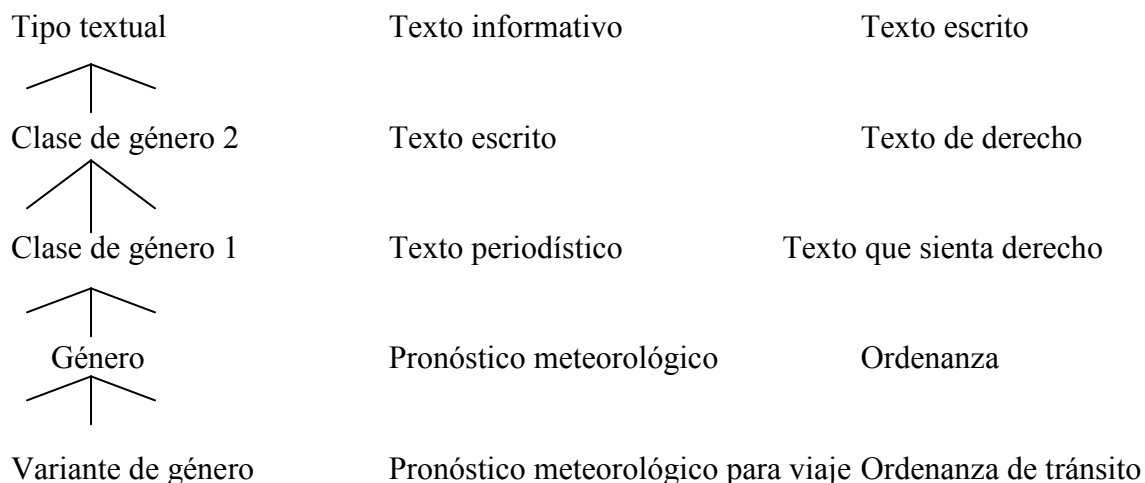 Tipo textual Texto informativo Texto escrito
Clase de género 2 Texto escrito Texto de derecho
Clase de género 1 Texto periodístico Texto que sienta derecho
Género Pronóstico meteorológico Ordenanza
Variante de género Pronóstico meteorológico para viaje Ordenanza de tránsito